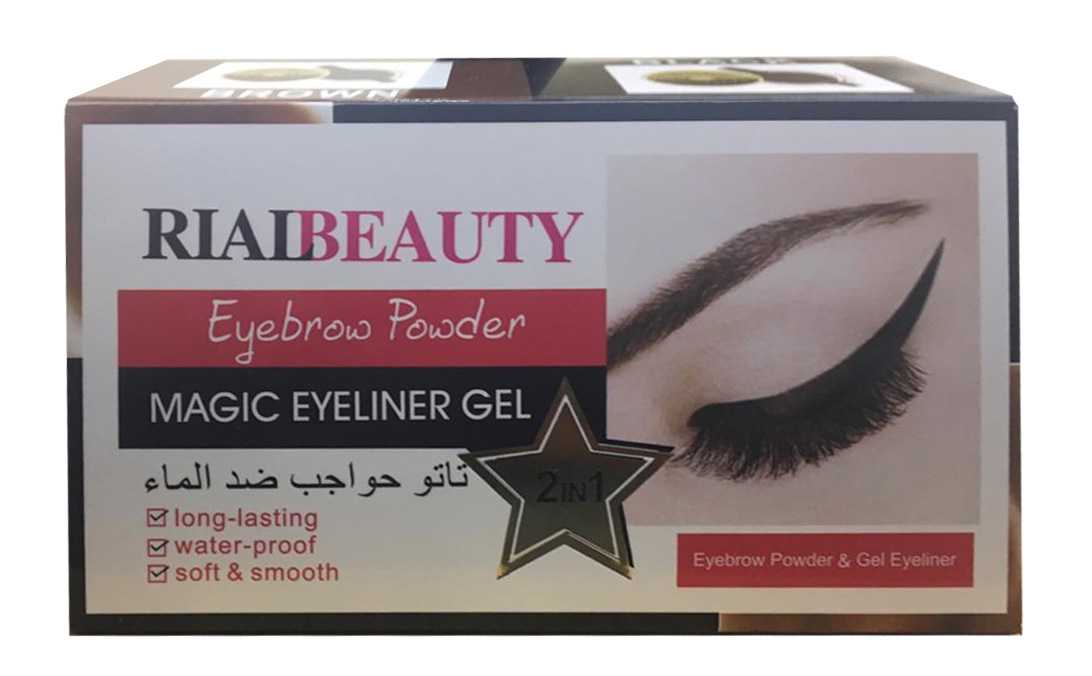 BROWN
BLACK
RIALBEAUTY
Eyebrow Powder
MAGIC EYELINER GEL
تاتو حواجب ضد الماء
2IN1
long-lasting
water-proof
soft & smooth
Eyebrow Powder & Gel Eyeliner